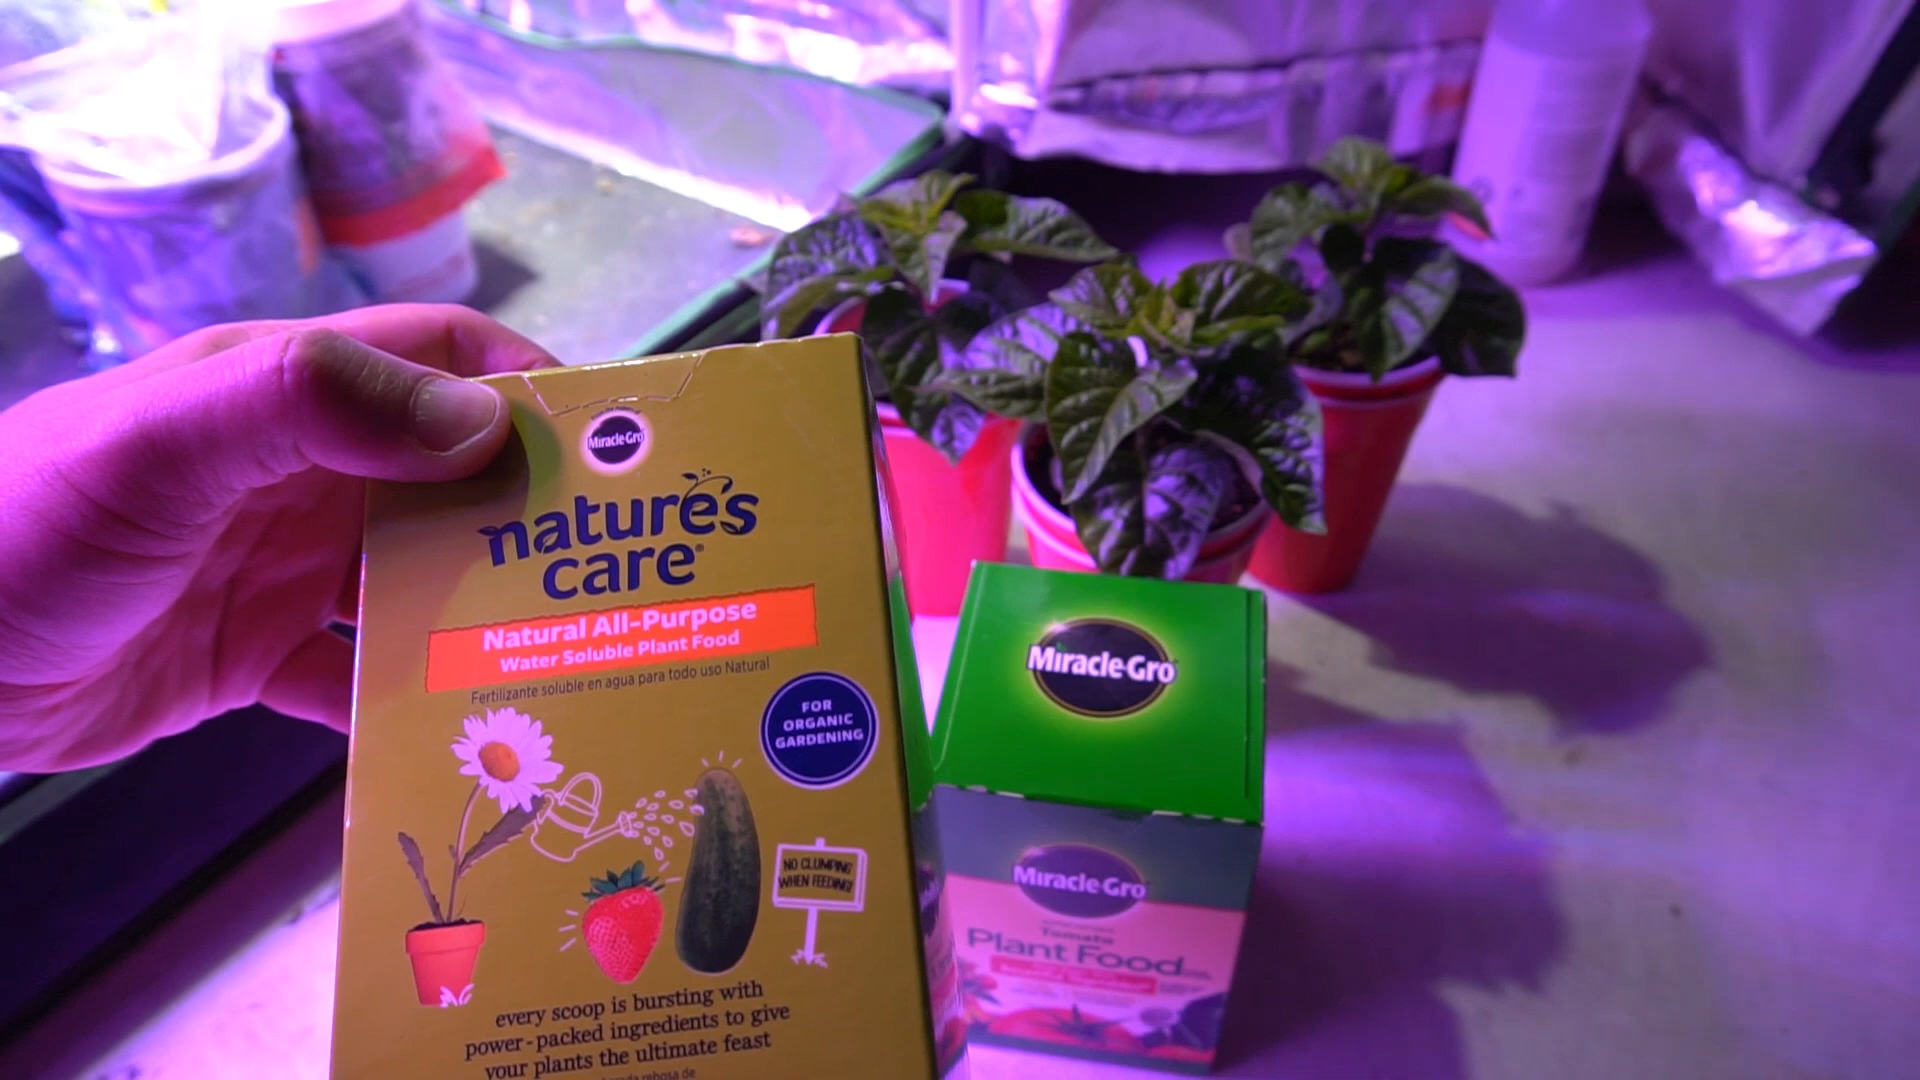 Miracle-Gro
nature's
care®
Natural All-Purpose
Water Soluble Plant Food
Fertilizante soluble en agua para todo uso Natural
FOR
ORGANIC
GARDENING
NO CLUMPING
WHEN FEEDING!
every scoop is bursting with
power-packed ingredients to give
your plants the ultimate feast
Miracle-Gro
Miracle-Gro
Tomato
Plant Food